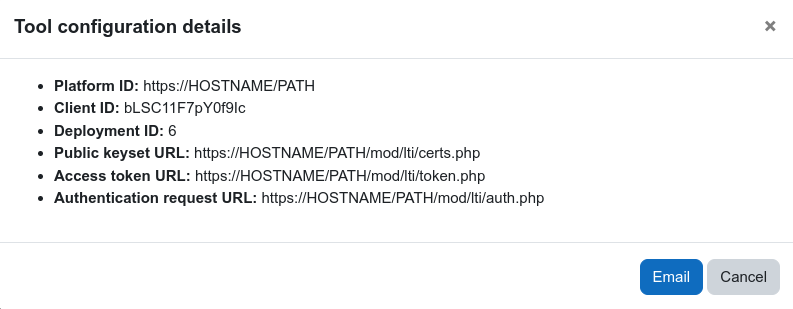 Tool configuration details ×
• Platform ID: https://HOSTNAME/PATH
• Client ID: bLSC11F7pY0f9Ic
• Deployment ID: 6
• Public keyset URL: https://HOSTNAME/PATH/mod/lti/certs.php
• Access token URL: https://HOSTNAME/PATH/mod/lti/token.php
• Authentication request URL: https://HOSTNAME/PATH/mod/lti/auth.php
Email Cancel